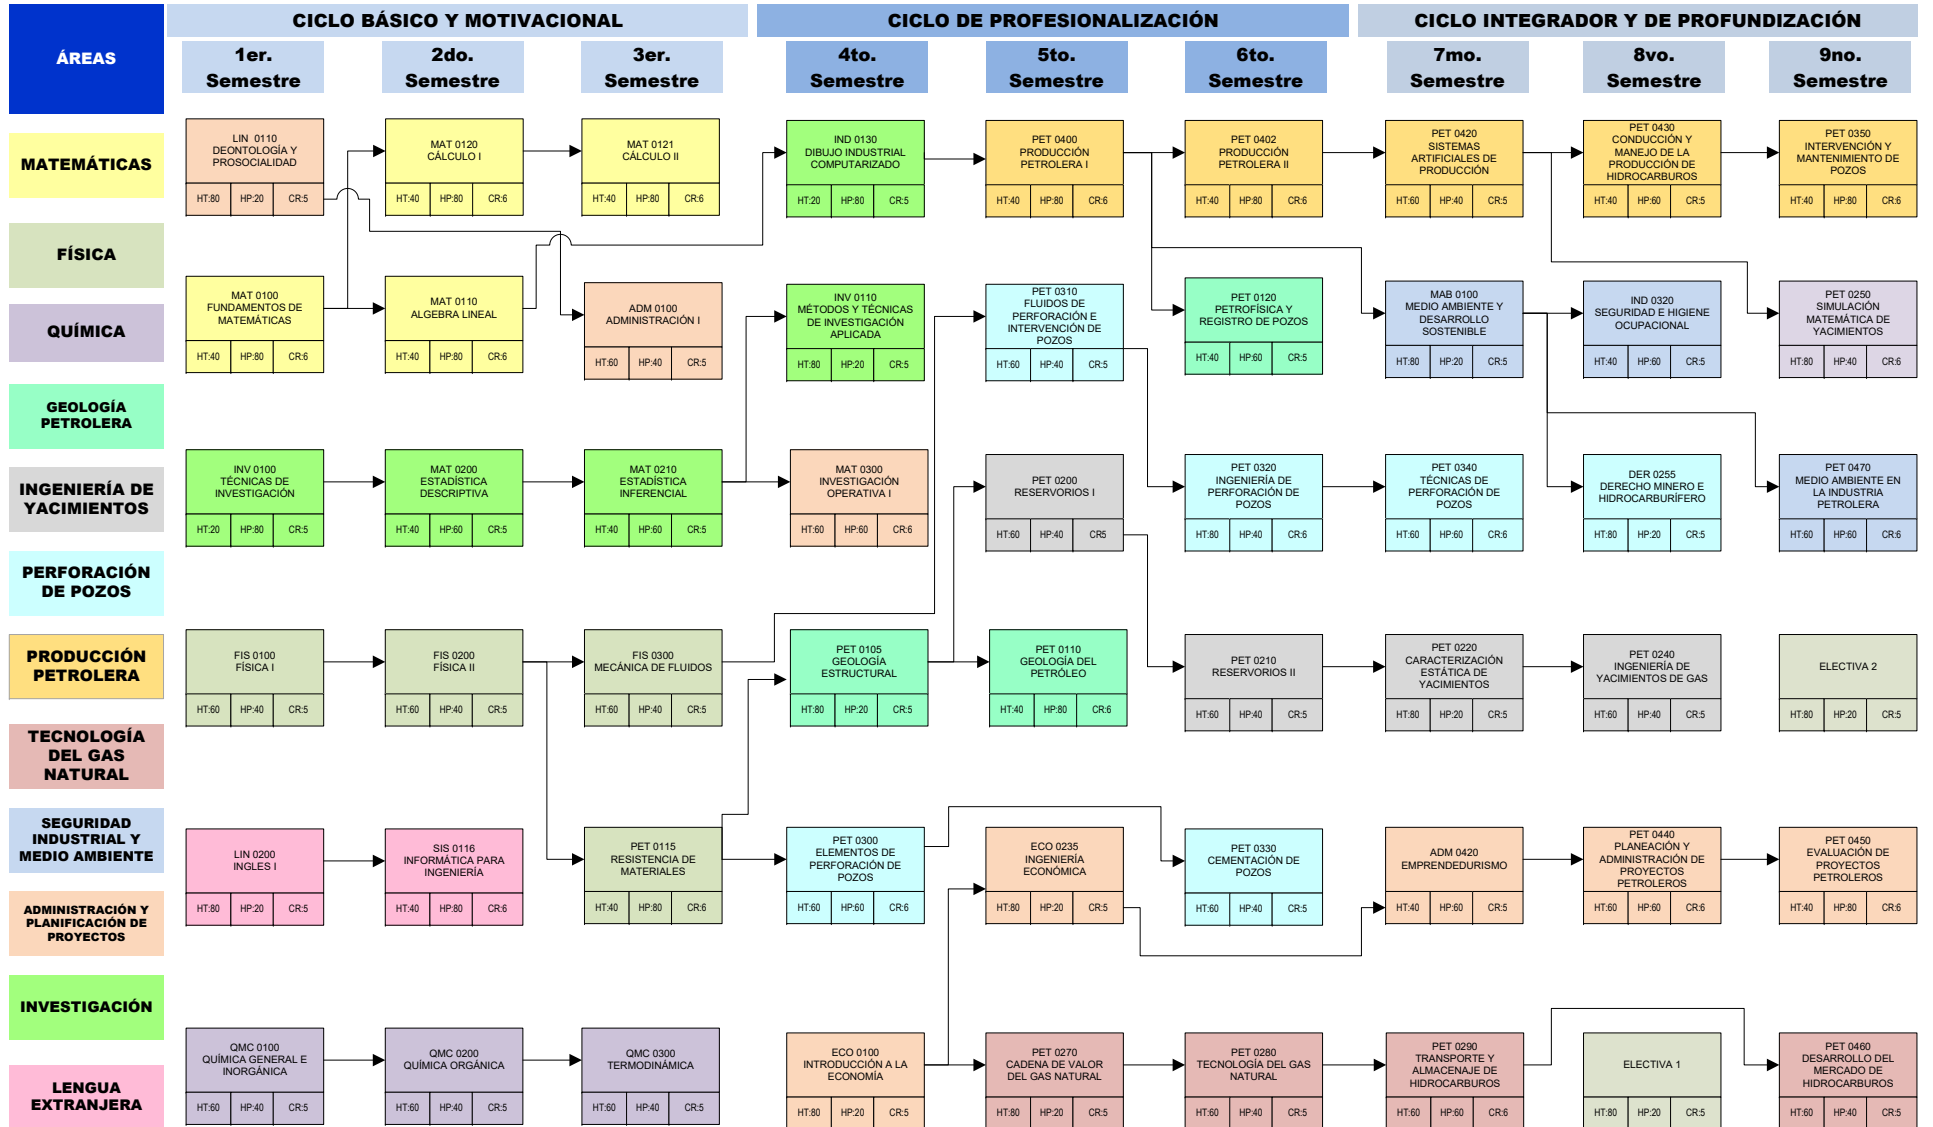 CICLO BÁSICO Y MOTIVACIONAL
CICLO DE PROFESIONALIZACIÓN
CICLO INTEGRADOR Y DE PROFUNDIZACIÓN
ÁREAS
1er.
Semestre
2do.
Semestre
3er.
Semestre
4to.
Semestre
5to.
Semestre
6to.
Semestre
7mo.
Semestre
8vo.
Semestre
9no.
Semestre
MATEMÁTICAS
FÍSICA
QUÍMICA
GEOLOGÍA
PETROLERA
INGENIERÍA DE
YACIMIENTOS
PERFORACIÓN
DE POZOS
PRODUCCIÓN
PETROLERA
TECNOLOGÍA
DEL GAS
NATURAL
SEGURIDAD
INDUSTRIAL Y
MEDIO AMBIENTE
ADMINISTRACIÓN Y
PLANIFICACIÓN DE
PROYECTOS
INVESTIGACIÓN
LENGUA
EXTRANJERA
LIN 0110
DEONTOLOGÍA Y
PROSOCIALIDAD
HT:80 HP:20 CR:5
MAT 0120
CÁLCULO I
HT:40 HP:80 CR:6
MAT 0121
CÁLCULO II
HT:40 HP:80 CR:6
IND 0130
DIBUJO INDUSTRIAL
COMPUTARIZADO
HT:20 HP:80 CR:5
PET 0400
PRODUCCIÓN
PETROLERA I
HT:40 HP:80 CR:6
PET 0402
PRODUCCIÓN
PETROLERA II
HT:40 HP:80 CR:6
PET 0420
SISTEMAS
ARTIFICIALES DE
PRODUCCIÓN
HT:60 HP:40 CR:5
PET 0430
CONDUCCIÓN Y
MANEJO DE LA
PRODUCCIÓN DE
HIDROCARBUROS
HT:40 HP:60 CR:5
PET 0350
INTERVENCIÓN Y
MANTENIMIENTO DE
POZOS
HT:40 HP:80 CR:6
MAT 0100
FUNDAMENTOS DE
MATEMÁTICAS
HT:40 HP:80 CR:6
MAT 0110
ALGEBRA LINEAL
HT:40 HP:80 CR:6
ADM 0100
ADMINISTRACIÓN I
HT:60 HP:40 CR:5
INV 0110
MÉTODOS Y TÉCNICAS
DE INVESTIGACIÓN
APLICADA
HT:80 HP:20 CR:5
PET 0310
FLUIDOS DE
PERFORACIÓN E
INTERVENCIÓN DE
POZOS
HT:60 HP:40 CR:5
PET 0120
PETROFÍSICA Y
REGISTRO DE POZOS
HT:40 HP:60 CR:5
MAB 0100
MEDIO AMBIENTE Y
DESARROLLO
SOSTENIBLE
HT:80 HP:20 CR:5
IND 0320
SEGURIDAD E HIGIENE
OCUPACIONAL
HT:40 HP:60 CR:5
PET 0250
SIMULACIÓN
MATEMÁTICA DE
YACIMIENTOS
HT:80 HP:40 CR:6
INV 0100
TÉCNICAS DE
INVESTIGACIÓN
HT:20 HP:80 CR:5
MAT 0200
ESTADÍSTICA
DESCRIPTIVA
HT:40 HP:60 CR:5
MAT 0210
ESTADÍSTICA
INFERENCIAL
HT:40 HP:60 CR:5
MAT 0300
INVESTIGACIÓN
OPERATIVA I
HT:60 HP:60 CR:6
PET 0200
RESERVORIOS I
HT:60 HP:40 CR5
PET 0320
INGENIERÍA DE
PERFORACIÓN DE
POZOS
HT:80 HP:40 CR:6
PET 0340
TÉCNICAS DE
PERFORACIÓN DE
POZOS
HT:60 HP:60 CR:6
DER 0255
DERECHO MINERO E
HIDROCARBURÍFERO
HT:80 HP:20 CR:5
PET 0470
MEDIO AMBIENTE EN
LA INDUSTRIA
PETROLERA
HT:60 HP:60 CR:6
FIS 0100
FÍSICA I
HT:60 HP:40 CR:5
FIS 0200
FÍSICA II
HT:60 HP:40 CR:5
FIS 0300
MECÁNICA DE FLUIDOS
HT:60 HP:40 CR:5
PET 0105
GEOLOGÍA
ESTRUCTURAL
HT:80 HP:20 CR:5
PET 0110
GEOLOGÍA DEL
PETRÓLEO
HT:40 HP:80 CR:6
PET 0210
RESERVORIOS II
HT:60 HP:40 CR:5
PET 0220
CARACTERIZACIÓN
ESTÁTICA DE
YACIMIENTOS
HT:80 HP:20 CR:5
PET 0240
INGENIERÍA DE
YACIMIENTOS DE GAS
HT:60 HP:40 CR:5
ELECTIVA 2
HT:80 HP:20 CR:5
LIN 0200
INGLES I
HT:80 HP:20 CR:5
SIS 0116
INFORMÁTICA PARA
INGENIERÍA
HT:40 HP:80 CR:6
PET 0115
RESISTENCIA DE
MATERIALES
HT:40 HP:80 CR:6
PET 0300
ELEMENTOS DE
PERFORACIÓN DE
POZOS
HT:60 HP:60 CR:6
ECO 0235
INGENIERÍA
ECONÓMICA
HT:80 HP:20 CR:5
PET 0330
CEMENTACIÓN DE
POZOS
HT:60 HP:40 CR:5
ADM 0420
EMPRENDEDURISMO
HT:40 HP:60 CR:5
PET 0440
PLANEACIÓN Y
ADMINISTRACIÓN DE
PROYECTOS
PETROLEROS
HT:60 HP:60 CR:6
PET 0450
EVALUACIÓN DE
PROYECTOS
PETROLEROS
HT:40 HP:80 CR:6
QMC 0100
QUÍMICA GENERAL E
INORGÁNICA
HT:60 HP:40 CR:5
QMC 0200
QUÍMICA ORGÁNICA
HT:60 HP:40 CR:5
QMC 0300
TERMODINÁMICA
HT:60 HP:40 CR:5
ECO 0100
INTRODUCCIÓN A LA
ECONOMÍA
HT:80 HP:20 CR:5
PET 0270
CADENA DE VALOR
DEL GAS NATURAL
HT:80 HP:20 CR:5
PET 0280
TECNOLOGÍA DEL GAS
NATURAL
HT:60 HP:40 CR:5
PET 0290
TRANSPORTE Y
ALMACENAJE DE
HIDROCARBUROS
HT:60 HP:60 CR:6
ELECTIVA 1
HT:80 HP:20 CR:5
PET 0460
DESARROLLO DEL
MERCADO DE
HIDROCARBUROS
HT:60 HP:40 CR:5